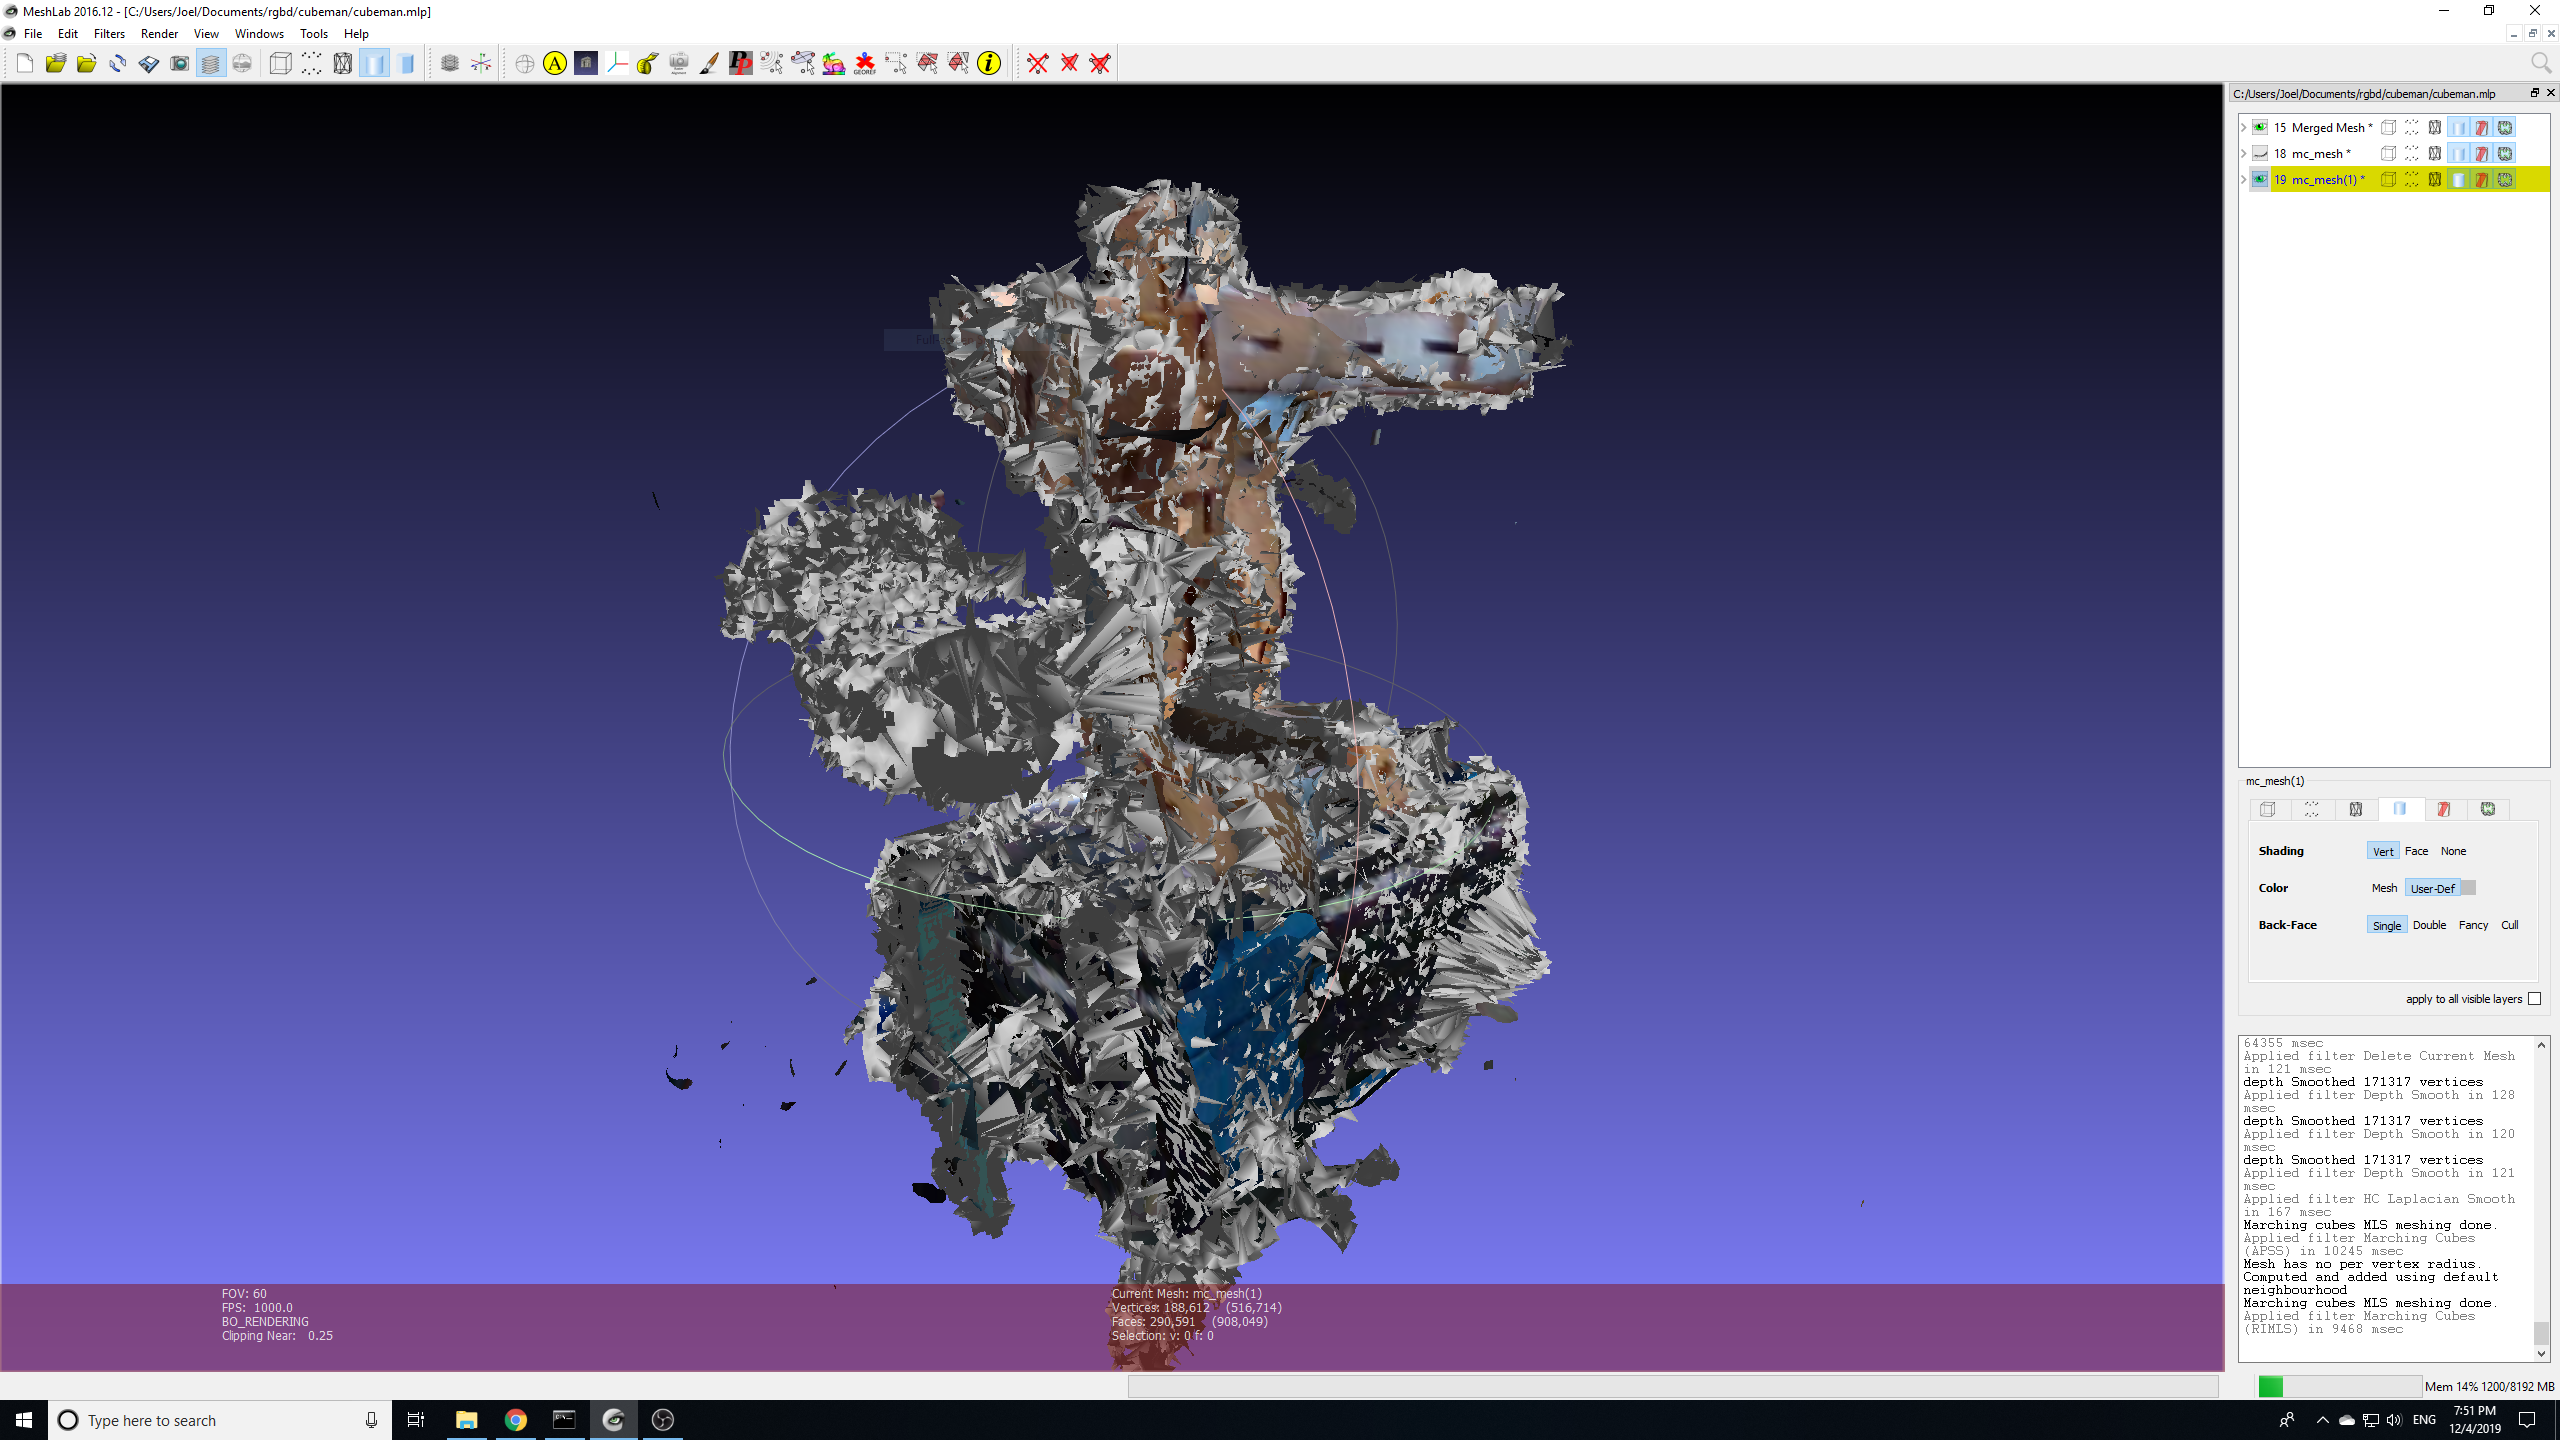 MeshLab 2016.12 - [C:/Users/Joel/Documents/rgbd/cubeman/cubeman.mlp]
File Edit Filters Render View Windows Tools Help
A
PP
GEOREF
i
C:/Users/Joel/Documents/rgbd/cubeman/cubeman.mlp
15 Merged Mesh *
18 mc_mesh *
19 mc_mesh(1) *
mc_mesh(1)
Shading Vert Face None
Color Mesh User-Def
Back-Face Single Double Fancy Cull
apply to all visible layers
64355 msec
Applied filter Delete Current Mesh
in 121 msec
depth Smoothed 171317 vertices
Applied filter Depth Smooth in 128
msec
depth Smoothed 171317 vertices
Applied filter Depth Smooth in 120
msec
depth Smoothed 171317 vertices
Applied filter Depth Smooth in 121
msec
Applied filter HC Laplacian Smooth
in 167 msec
Marching cubes MLS meshing done.
Applied filter Marching Cubes
(APSS) in 10245 msec
Mesh has no per vertex radius.
Computed and added using default
neighbourhood
Marching cubes MLS meshing done.
Applied filter Marching Cubes
(RIMLS) in 9468 msec
FOV: 60
FPS: 1000.0
BO_RENDERING
Clipping Near: 0.25
Current Mesh: mc_mesh(1)
Vertices: 188,612 (516,714)
Faces: 290,591 (908,049)
Selection: v: 0 f: 0
Mem 14% 1200/8192 MB
Type here to search
ENG
7:51 PM
12/4/2019